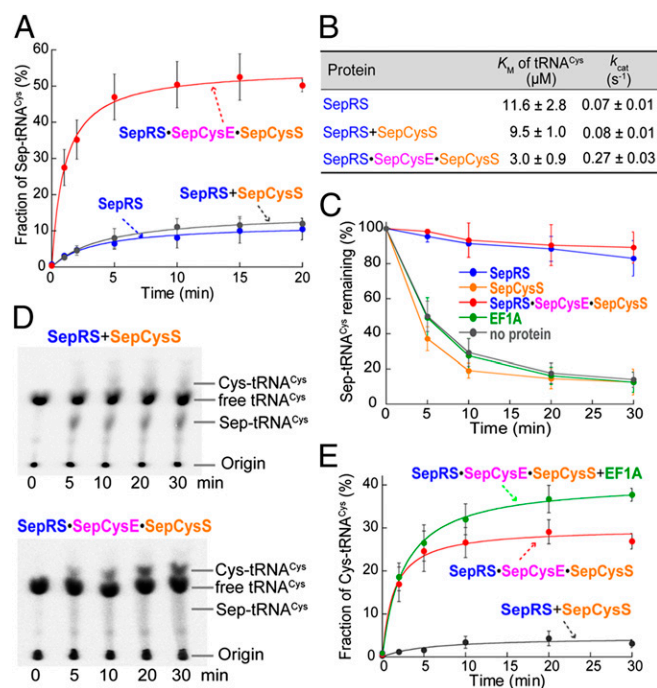 A
60
50
40
30
20
10
0
Fraction of Sep-tRNACys (%)
SepRS•SepCysE•SepCysS
SepRS
SepRS+SepCysS
0 5 10 15 20
Time (min)
B
Protein
KM of tRNACys
(µM)
kcat
(s-1)
SepRS 11.6 ± 2.8 0.07 ± 0.01
SepRS+SepCysS 9.5 ± 1.0 0.08 ± 0.01
SepRS•SepCysE•SepCysS 3.0 ± 0.9 0.27 ± 0.03
C
100
80
60
40
20
0
Sep-tRNACys remaining (%)
SepRS
SepCysS
SepRS•SepCysE•SepCysS
EF1A
no protein
0 5 10 15 20 25 30
Time (min)
D
SepRS+SepCysS
Cys-tRNACys
free tRNACys
Sep-tRNACys
Origin
0 5 10 20 30 min
SepRS•SepCysE•SepCysS
Cys-tRNACys
free tRNACys
Sep-tRNACys
Origin
0 5 10 20 30 min
E
50
40
30
20
10
0
Fraction of Cys-tRNACys (%)
SepRS•SepCysE•SepCysS+EF1A
SepRS•SepCysE•SepCysS
SepRS+SepCysS
0 5 10 15 20 25 30
Time (min)